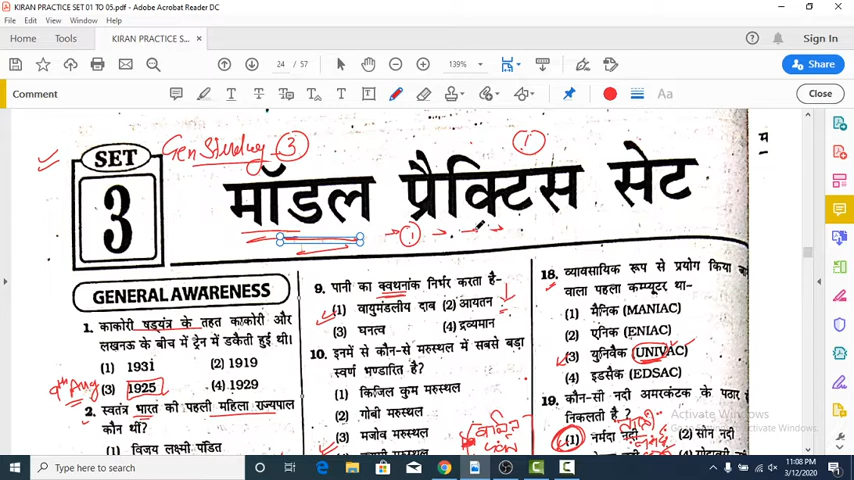 KIRAN PRACTICE SET 01 TO 05.pdf - Adobe Acrobat Reader DC
File Edit View Window Help
Home Tools KIRAN PRACTICE S... × Sign In
24 / 57 139% Share
Comment Aa Close
SET
3
Gen Studing 3
1
मॉडल प्रैक्टिस सेट
1
GENERAL AWARENESS
1. काकोरी षड्यंत्र के तहत काकोरी और
लखनऊ के बीच में ट्रेन में डकैती हुई थी।
(1) 1931 (2) 1919
9th Aug (3) 1925 (4) 1929
2. स्वतंत्र भारत की पहली महिला राज्यपाल
कौन थीं?
(1) विजय लक्ष्मी पंडित
9. पानी का क्वथनांक निर्भर करता है-
(1) वायुमंडलीय दाब (2) आयतन
(3) घनत्व (4) द्रव्यमान
10. इनमें से कौन-से मरुस्थल में सबसे बड़ा
स्वर्ण भण्डारित है?
(1) किजिल कुम मरुस्थल
(2) गोबी मरुस्थल
(3) मजोव मरुस्थल
18. व्यावसायिक रूप से प्रयोग किया
वाला पहला कम्प्यूटर था-
(1) मैनिक (MANIAC)
(2) एनिक (ENIAC)
(3) युनिवैक (UNIVAC)
(4) इडसैक (EDSAC)
19. कौन-सी नदी अमरकंटक के पठार
निकलती है ?
(1) नर्मदा नदी (2) सोन नदी
Activate Windows
Type here to search
11:08 PM
3/12/2020